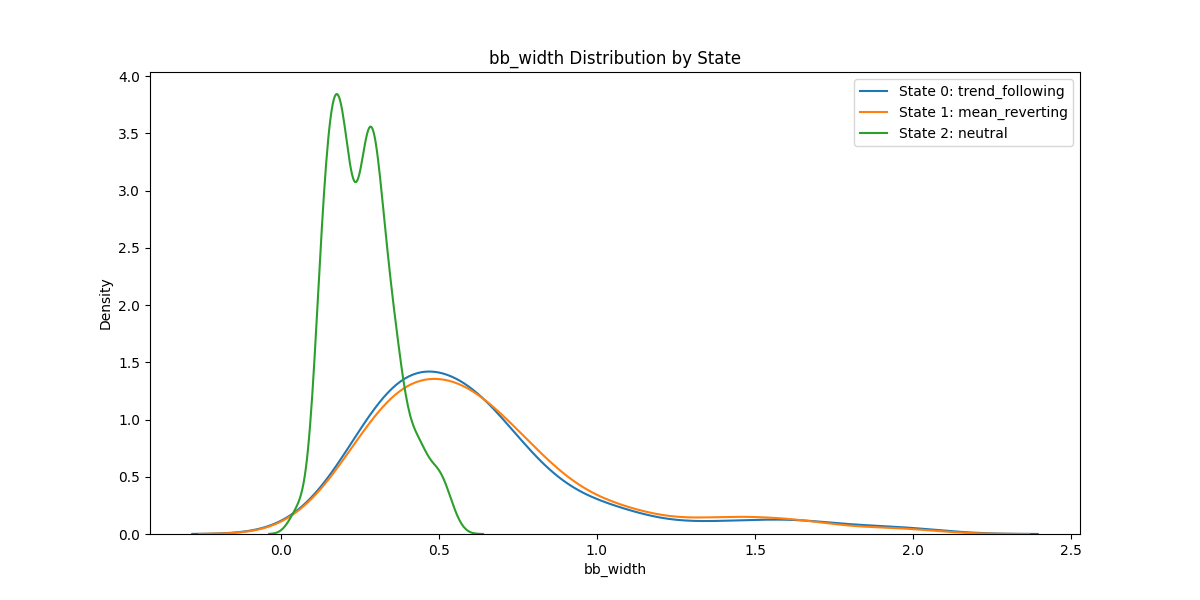 bb_width Distribution by State
State 0: trend_following
State 1: mean_reverting
State 2: neutral
4.0
3.5
3.0
2.5
2.0
1.5
1.0
0.5
0.0
Density
0.0 0.5 1.0 1.5 2.0 2.5
bb_width